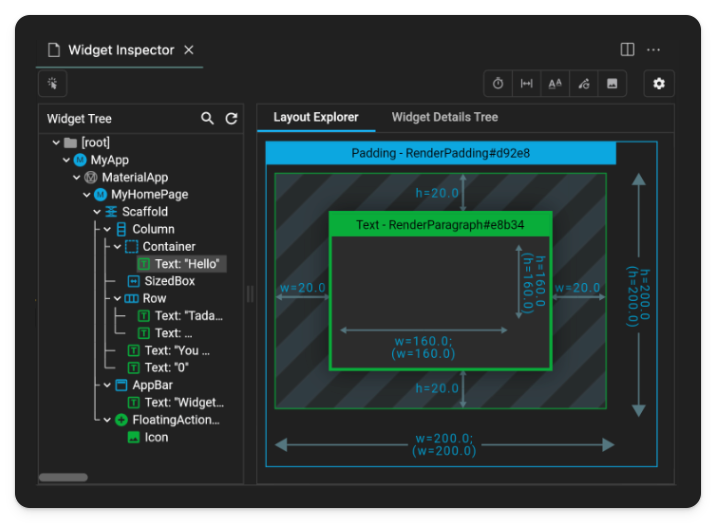 Widget Inspector
Widget Tree
[root]
MyApp
MaterialApp
MyHomePage
Scaffold
Column
Container
Text: "Hello"
SizedBox
Row
Text: "Tada...
Text: ...
Text: "You ...
Text: "0"
AppBar
Text: "Widget...
FloatingAction...
Icon
Layout Explorer
Widget Details Tree
Padding - RenderPadding#d92e8
h=20.0
Text - RenderParagraph#e8b34
w=20.0
h=160.0
(h=160.0)
w=20.0
h=200.0
(h=200.0)
w=160.0;
(w=160.0)
h=20.0
w=200.0;
(w=200.0)